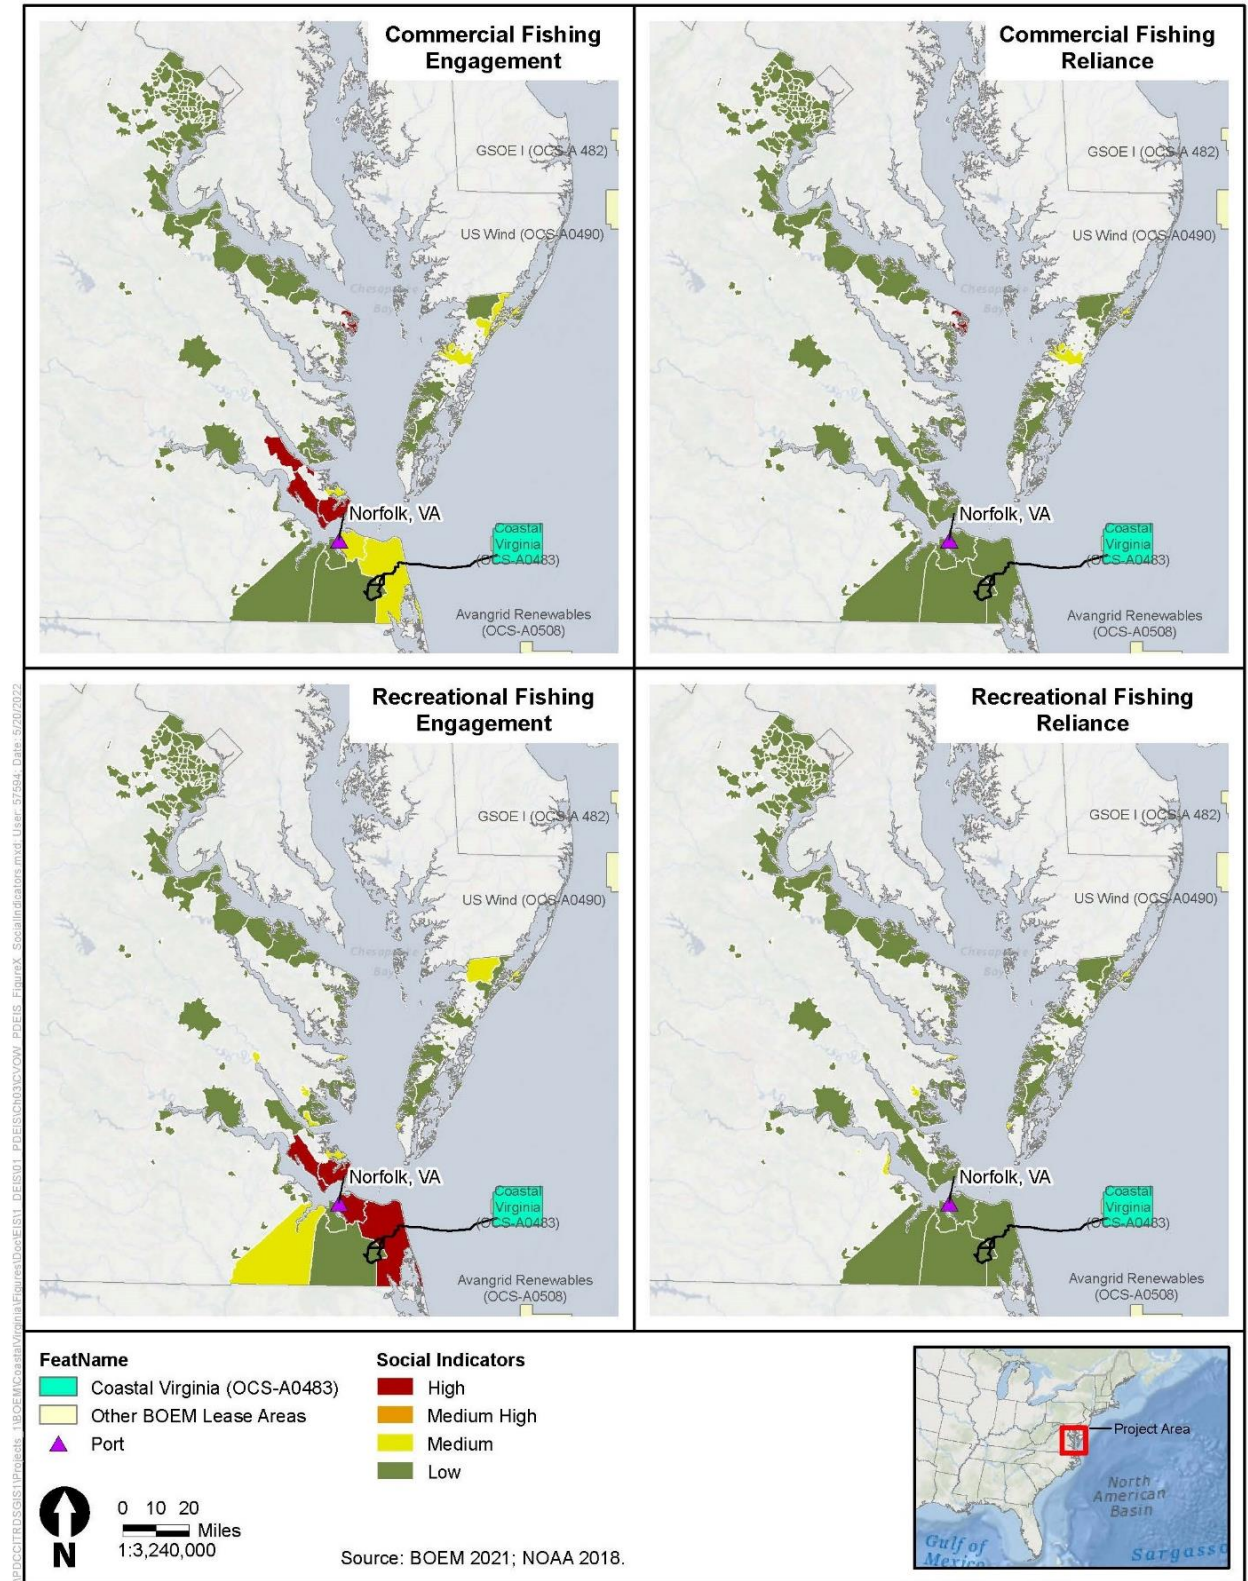 Commercial Fishing
Engagement
GSOE I (OCS-A 482)
US Wind (OCS-A0490)
Chesapeake
Bay
Norfolk, VA
Coastal
Virginia
(OCS-A0483)
Avangrid Renewables
(OCS-A0508)
Commercial Fishing
Reliance
GSOE I (OCS-A 482)
US Wind (OCS-A0490)
Chesapeake
Bay
Norfolk, VA
Coastal
Virginia
(OCS-A0483)
Avangrid Renewables
(OCS-A0508)
Recreational Fishing
Engagement
GSOE I (OCS-A 482)
US Wind (OCS-A0490)
Chesapeake
Bay
Norfolk, VA
Coastal
Virginia
(OCS-A0483)
Avangrid Renewables
(OCS-A0508)
Recreational Fishing
Reliance
GSOE I (OCS-A 482)
US Wind (OCS-A0490)
Chesapeake
Bay
Norfolk, VA
Coastal
Virginia
(OCS-A0483)
Avangrid Renewables
(OCS-A0508)
FeatName
Coastal Virginia (OCS-A0483)
Other BOEM Lease Areas
Port
Social Indicators
High
Medium High
Medium
Low
N
0 10 20
Miles
1:3,240,000
Source: BOEM 2021; NOAA 2018.
Project Area
North
American
Basin
Gulf of
Mexico
Sargasso